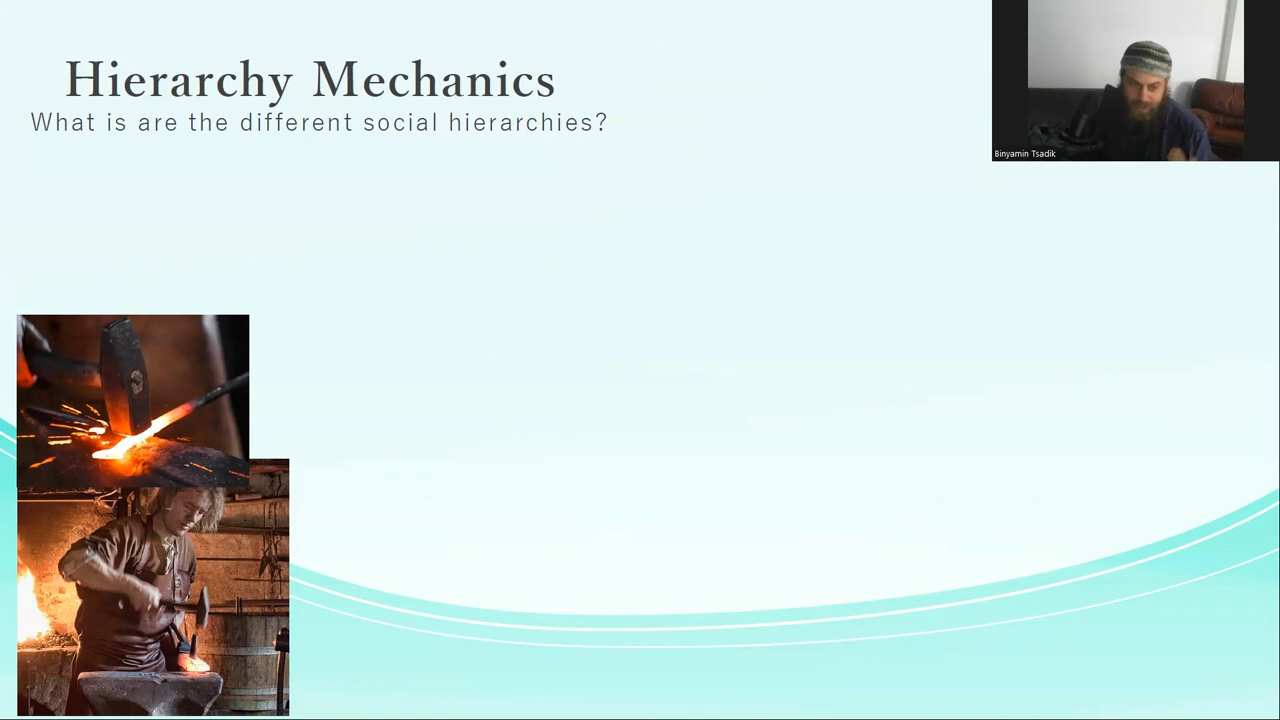 Hierarchy Mechanics
What is are the different social hierarchies?
Binyamin Tsadik